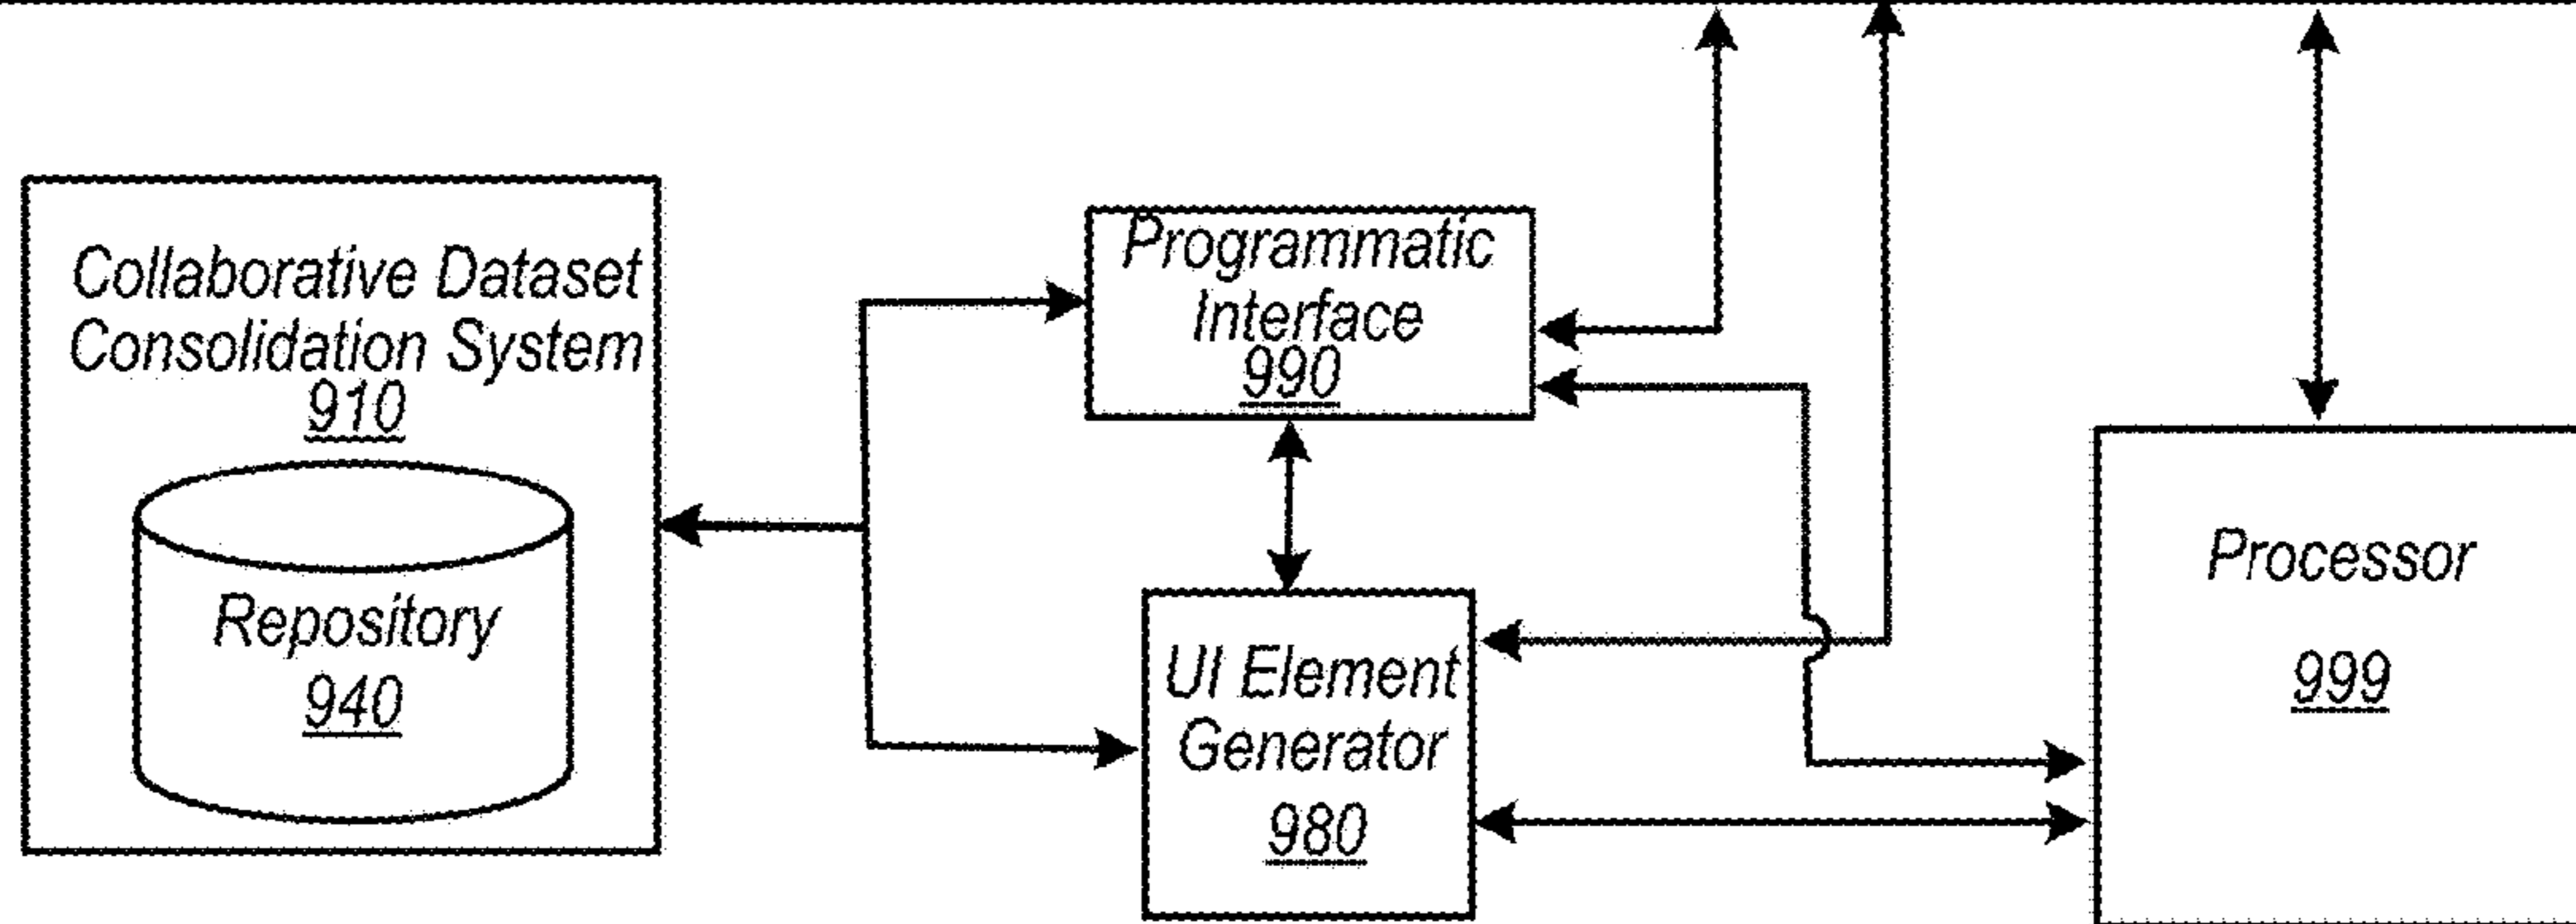 Collaborative Dataset
Consolidation System
910
Repository
940
Programmatic
Interface
990
UI Element
Generator
980
Processor
999